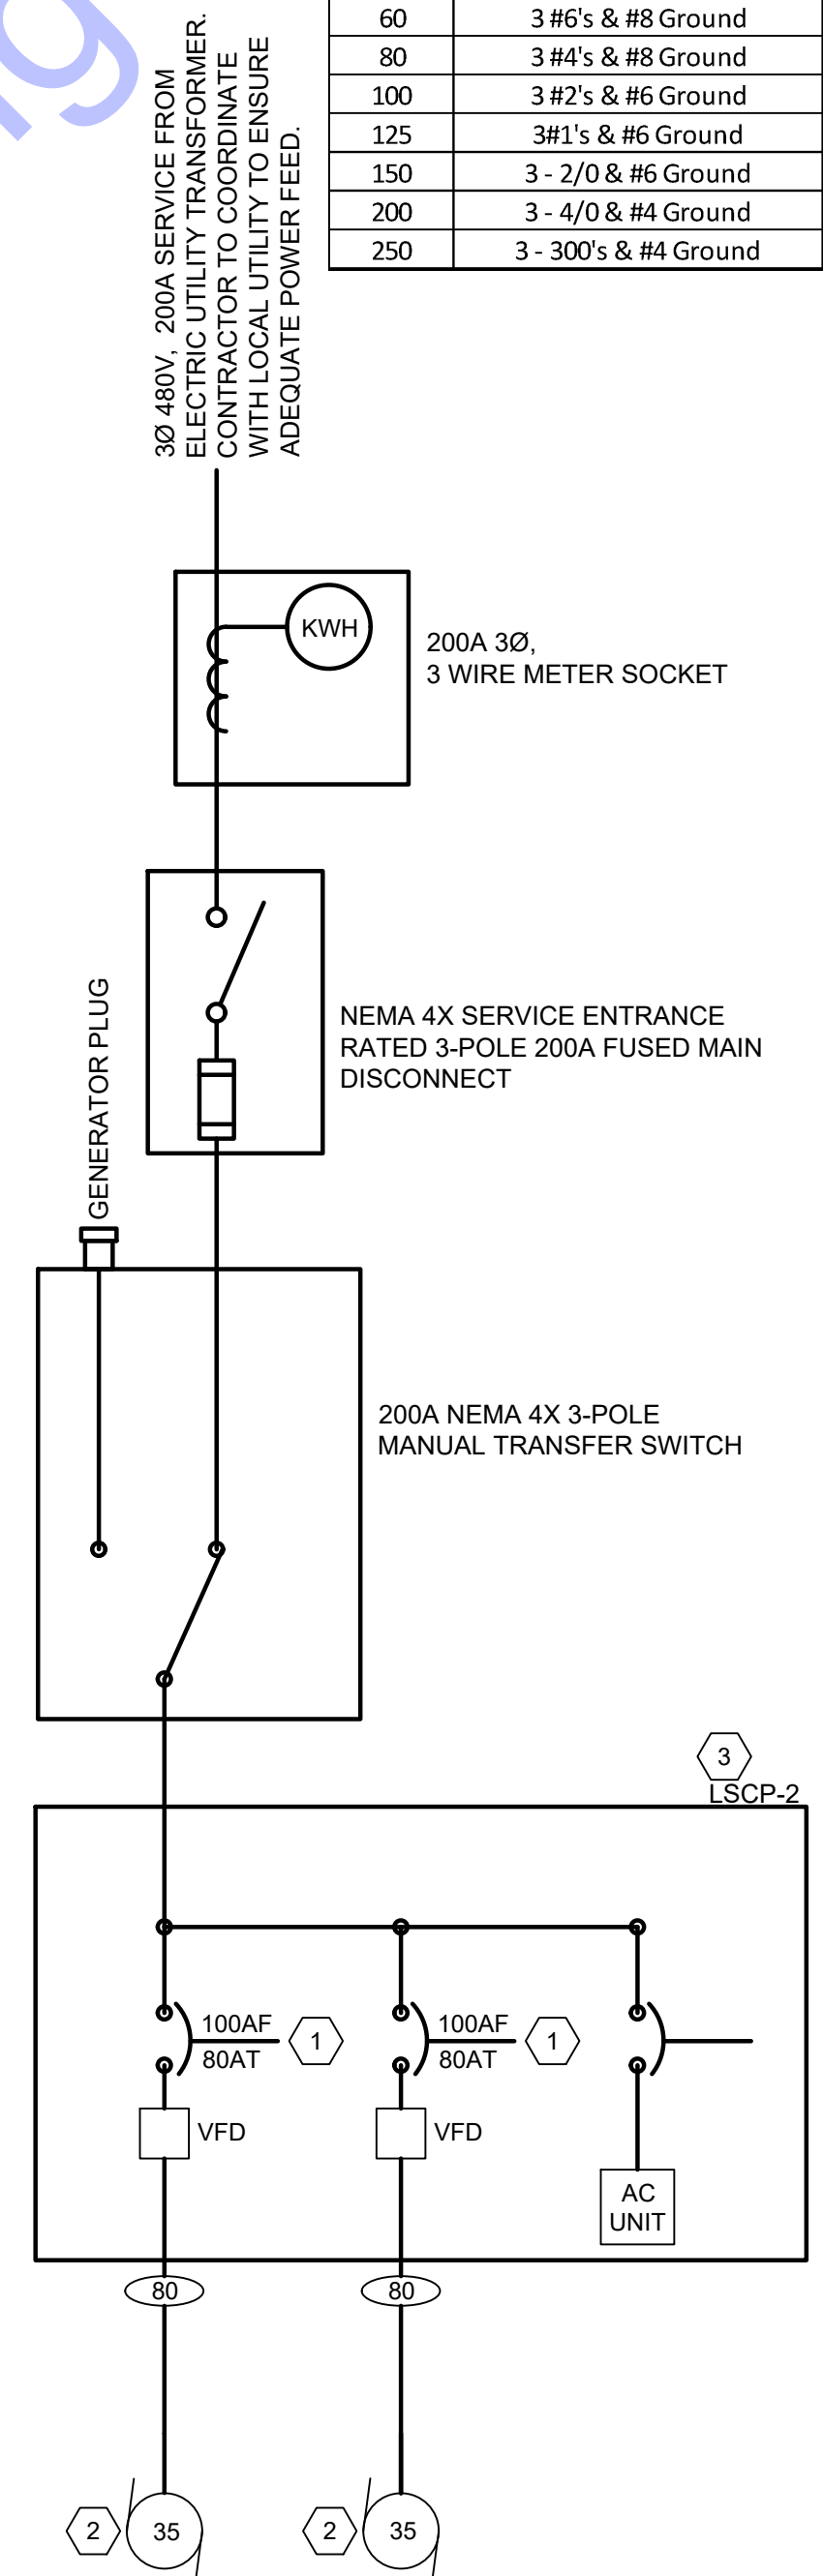 60 3 #6's & #8 Ground
80 3 #4's & #8 Ground
100 3 #2's & #6 Ground
125 3#1's & #6 Ground
150 3 - 2/0 & #6 Ground
200 3 - 4/0 & #4 Ground
250 3 - 300's & #4 Ground
3Ø 480V, 200A SERVICE FROM
ELECTRIC UTILITY TRANSFORMER.
CONTRACTOR TO COORDINATE
WITH LOCAL UTILITY TO ENSURE
ADEQUATE POWER FEED.
KWH
200A 3Ø,
3 WIRE METER SOCKET
NEMA 4X SERVICE ENTRANCE
RATED 3-POLE 200A FUSED MAIN
DISCONNECT
GENERATOR PLUG
200A NEMA 4X 3-POLE
MANUAL TRANSFER SWITCH
3
LSCP-2
100AF
80AT
1
100AF
80AT
1
VFD
VFD
AC
UNIT
80
80
2
35
2
35